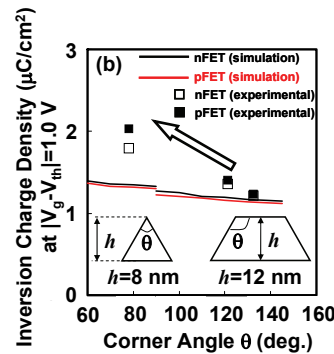 Inversion Charge Density (μC/cm²)
at |Vg-Vth|=1.0 V
2
1
0
(b)
nFET (simulation)
pFET (simulation)
nFET (experimental)
pFET (experimental)
h
θ
θ
h
h=8 nm
h=12 nm
60 80 100 120 140 160
Corner Angle θ (deg.)